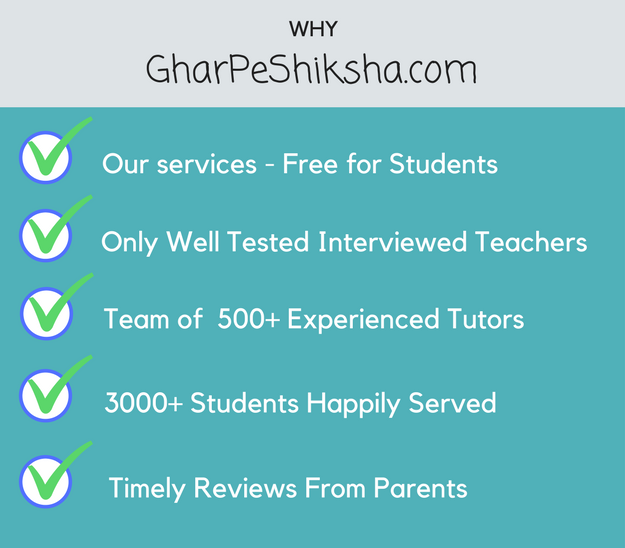 WHY
GharPeShiksha.com
Our services - Free for Students
Only Well Tested Interviewed Teachers
Team of 500+ Experienced Tutors
3000+ Students Happily Served
Timely Reviews From Parents